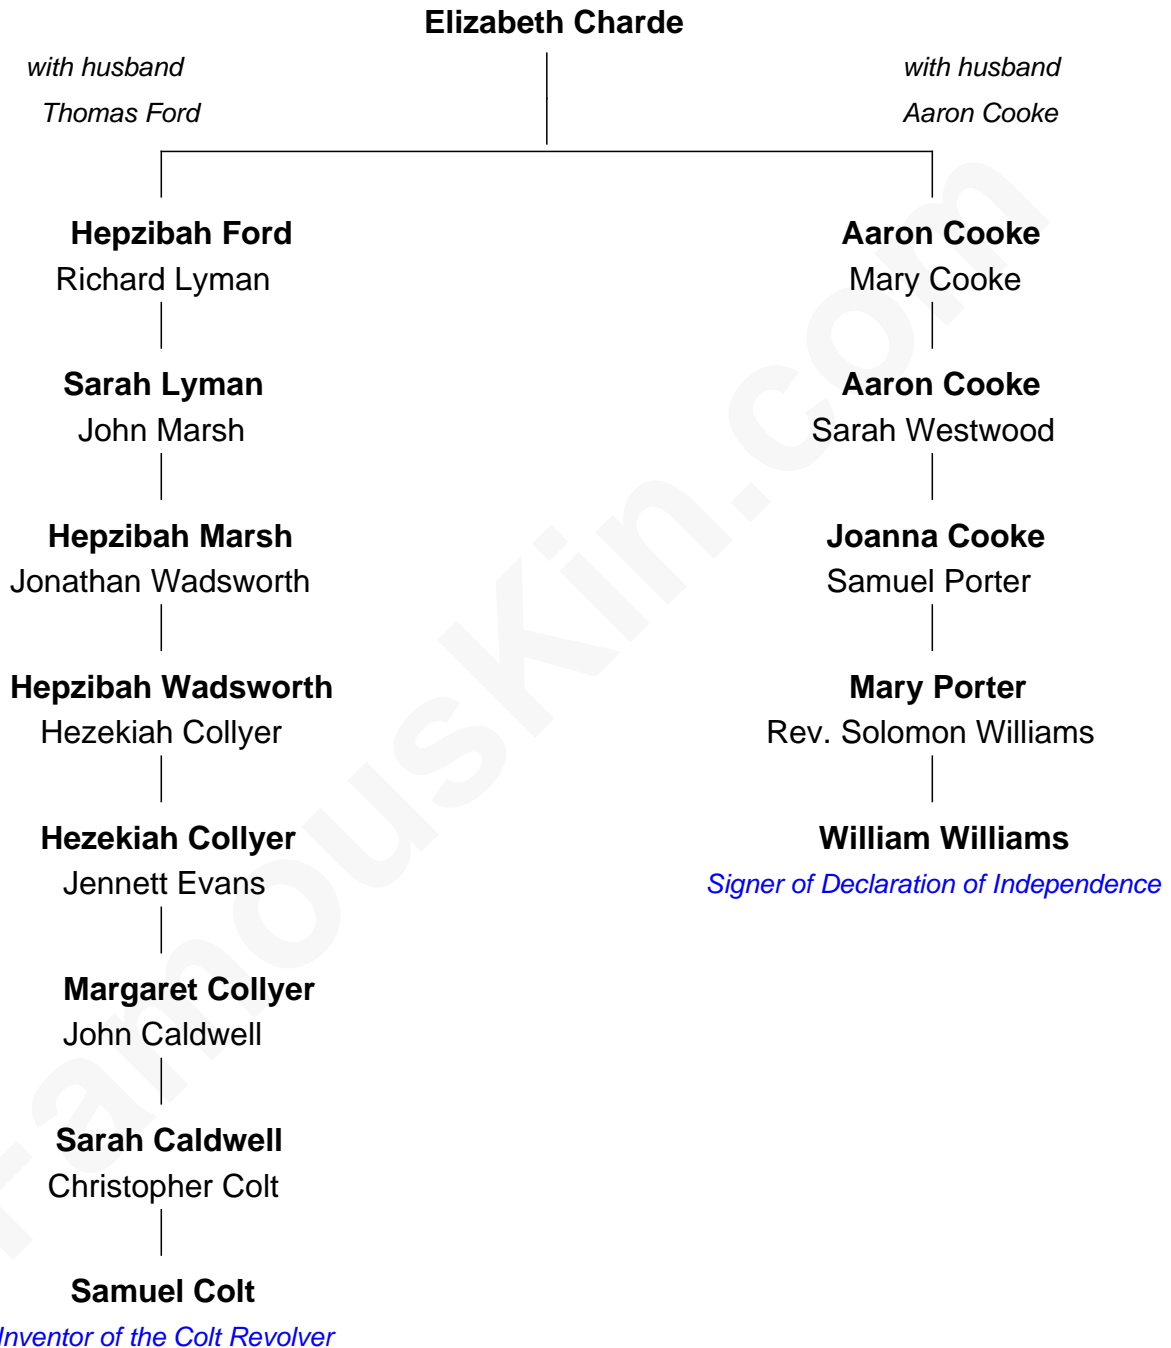 Elizabeth Charde
with husband
Thomas Ford
with husband
Aaron Cooke
Hepzibah Ford
Richard Lyman
Aaron Cooke
Mary Cooke
Sarah Lyman
John Marsh
Aaron Cooke
Sarah Westwood
Hepzibah Marsh
Jonathan Wadsworth
Joanna Cooke
Samuel Porter
Hepzibah Wadsworth
Hezekiah Collyer
Mary Porter
Rev. Solomon Williams
Hezekiah Collyer
Jennett Evans
William Williams
Signer of Declaration of Independence
Margaret Collyer
John Caldwell
Sarah Caldwell
Christopher Colt
Samuel Colt
Inventor of the Colt Revolver
FamousKin.com